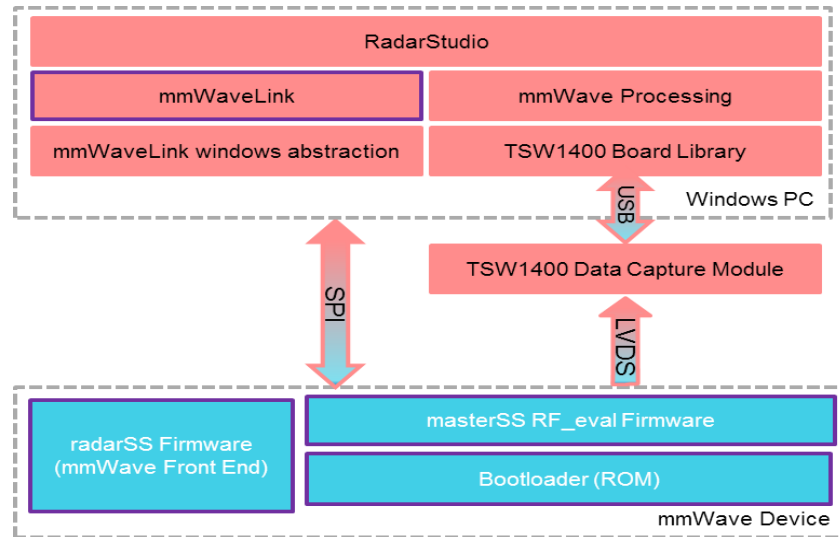 RadarStudio
mmWaveLink
mmWave Processing
mmWaveLink windows abstraction
TSW1400 Board Library
USB
Windows PC
SPI
TSW1400 Data Capture Module
LVDS
radarSS Firmware
(mmWave Front End)
masterSS RF_eval Firmware
Bootloader (ROM)
mmWave Device